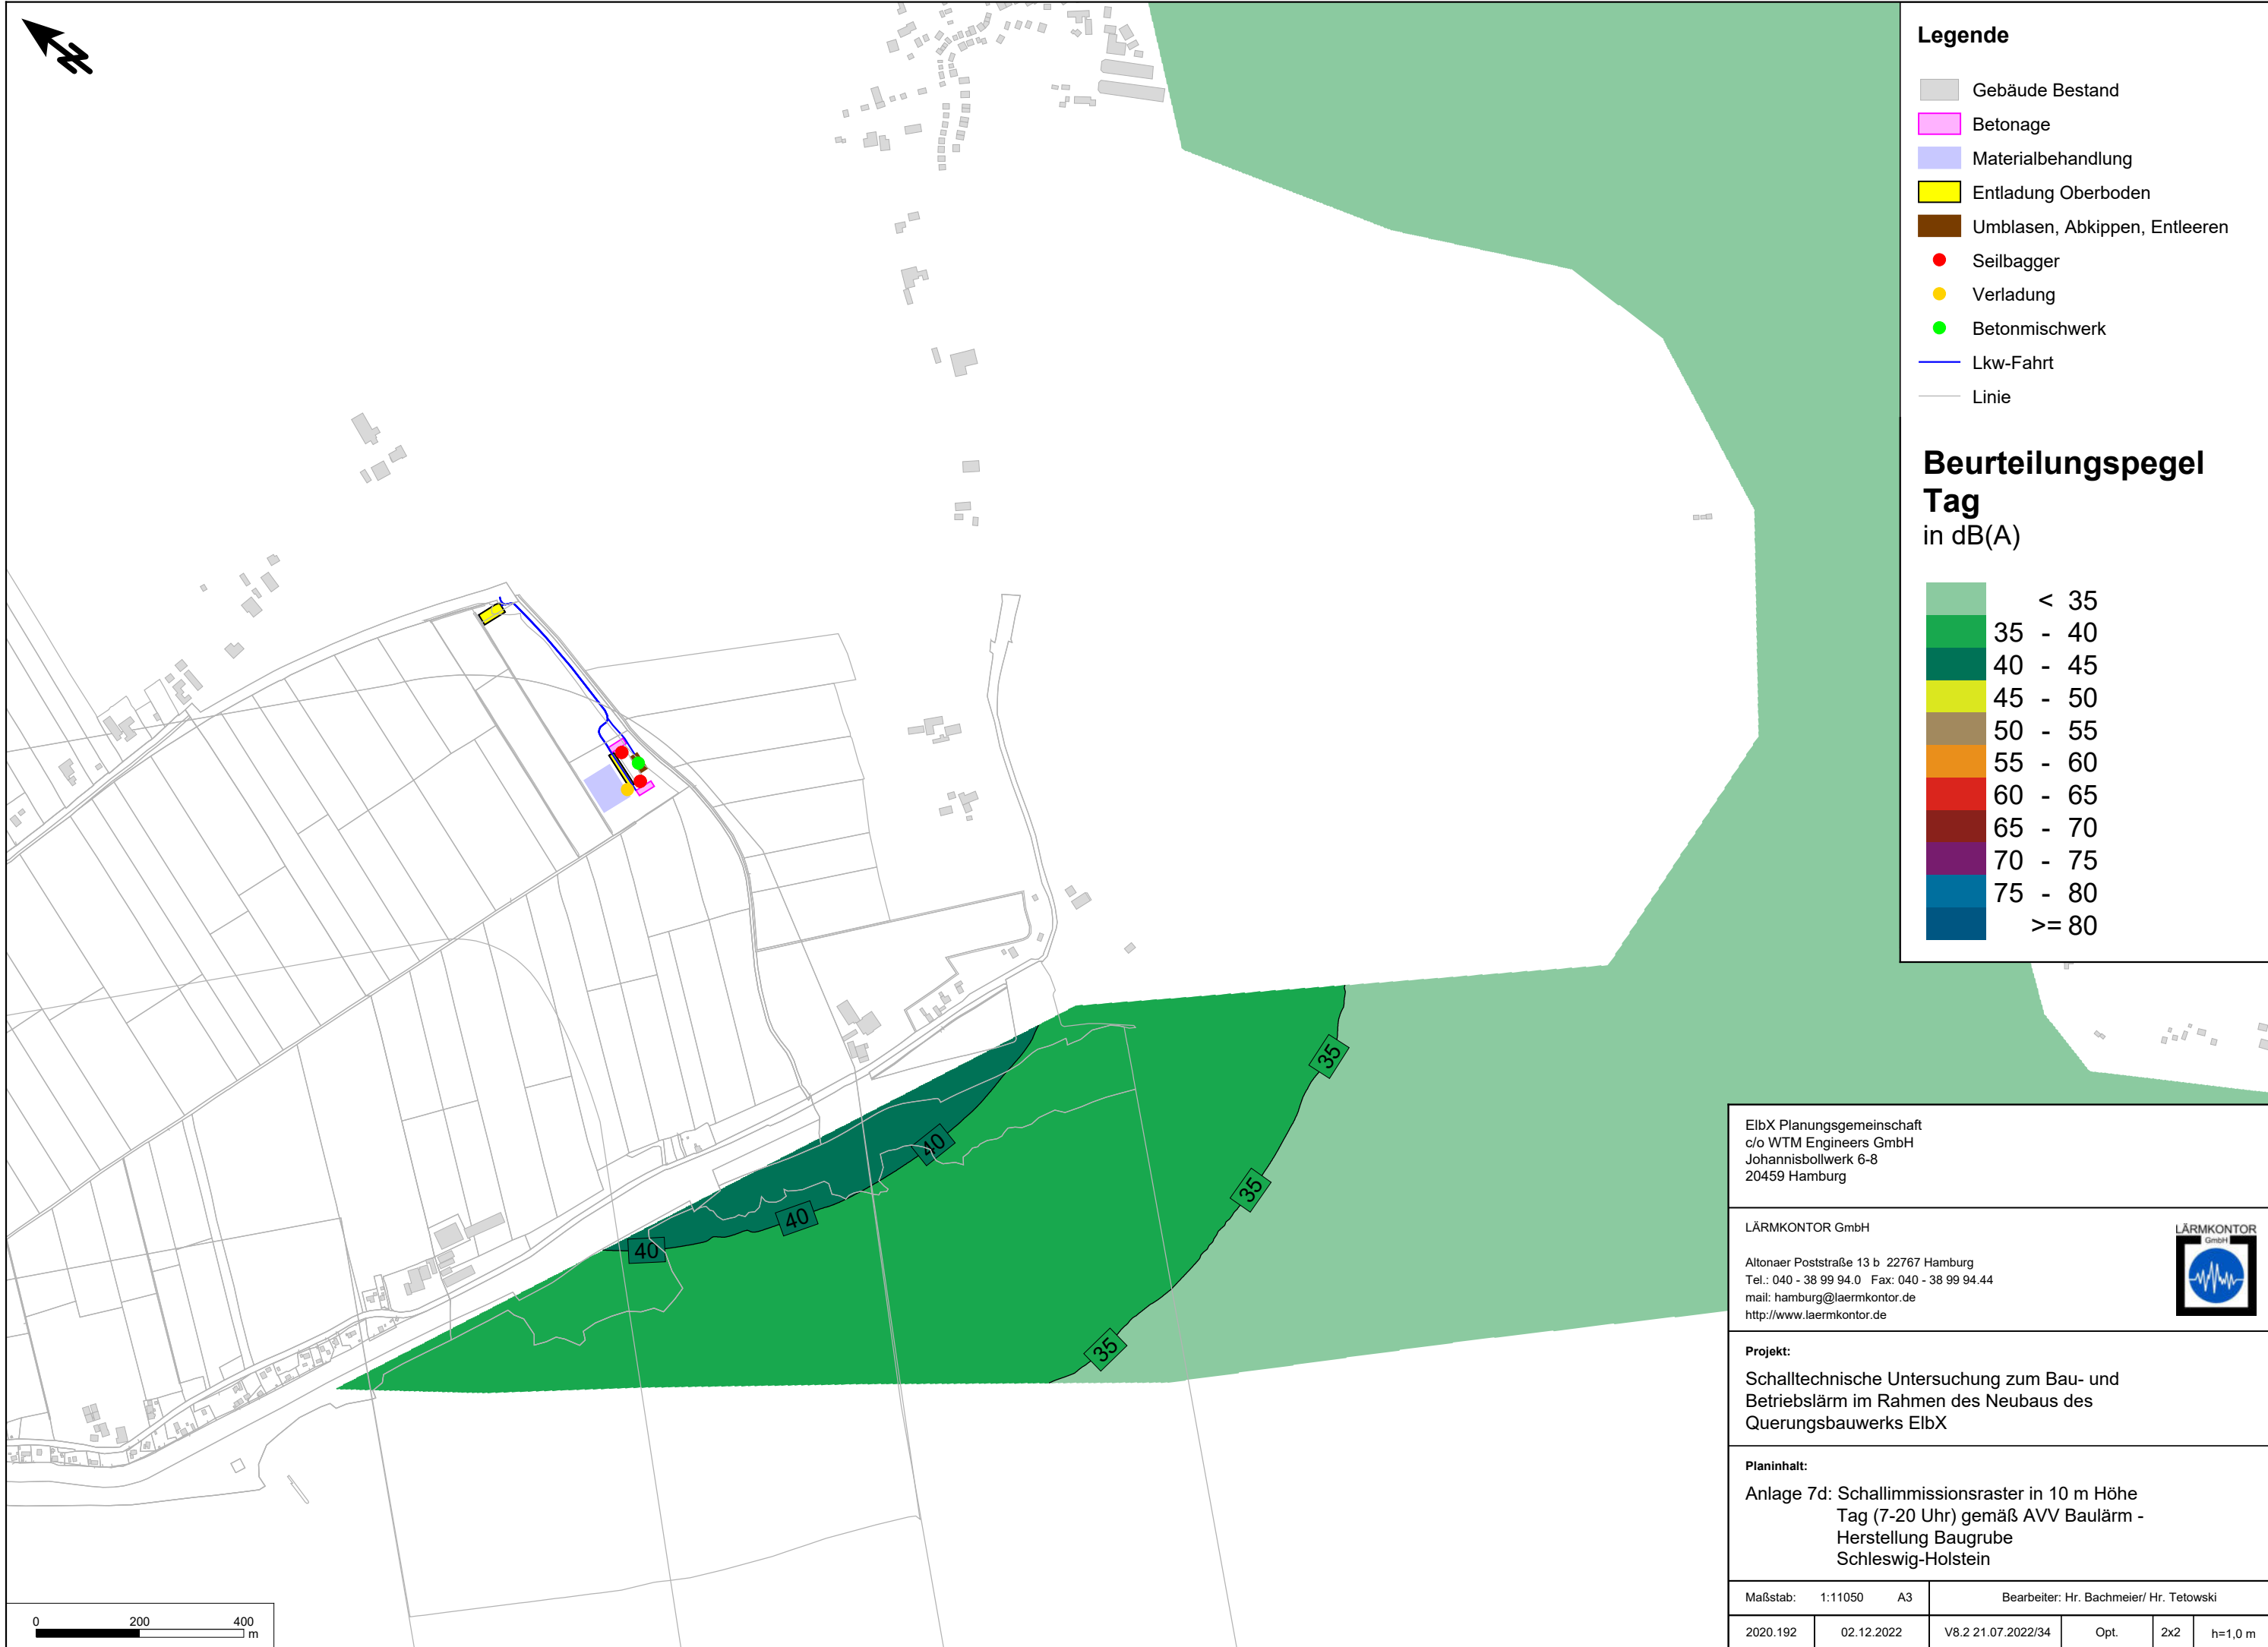 N
Legende
Gebäude Bestand
Betonage
Materialbehandlung
Entladung Oberboden
Umblasen, Abkippen, Entleeren
Seilbagger
Verladung
Betonmischwerk
Lkw-Fahrt
Linie
Beurteilungspegel
Tag
in dB(A)
< 35
35 - 40
40 - 45
45 - 50
50 - 55
55 - 60
60 - 65
65 - 70
70 - 75
75 - 80
>= 80
35
40
35
40
40
35
ElbX Planungsgemeinschaft
c/o WTM Engineers GmbH
Johannisbollwerk 6-8
20459 Hamburg
LÄRMKONTOR GmbH
Altonaer Poststraße 13 b 22767 Hamburg
Tel.: 040 - 38 99 94.0 Fax: 040 - 38 99 94.44
mail: hamburg@laermkontor.de
http://www.laermkontor.de
LÄRMKONTOR
GmbH
Projekt:
Schalltechnische Untersuchung zum Bau- und
Betriebslärm im Rahmen des Neubaus des
Querungsbauwerks ElbX
Planinhalt:
Anlage 7d: Schallimmissionsraster in 10 m Höhe
Tag (7-20 Uhr) gemäß AVV Baulärm -
Herstellung Baugrube
Schleswig-Holstein
Maßstab: 1:11050 A3 Bearbeiter: Hr. Bachmeier/ Hr. Tetowski
2020.192 02.12.2022 V8.2 21.07.2022/34 Opt. 2x2 h=1,0 m
0 200 400
m